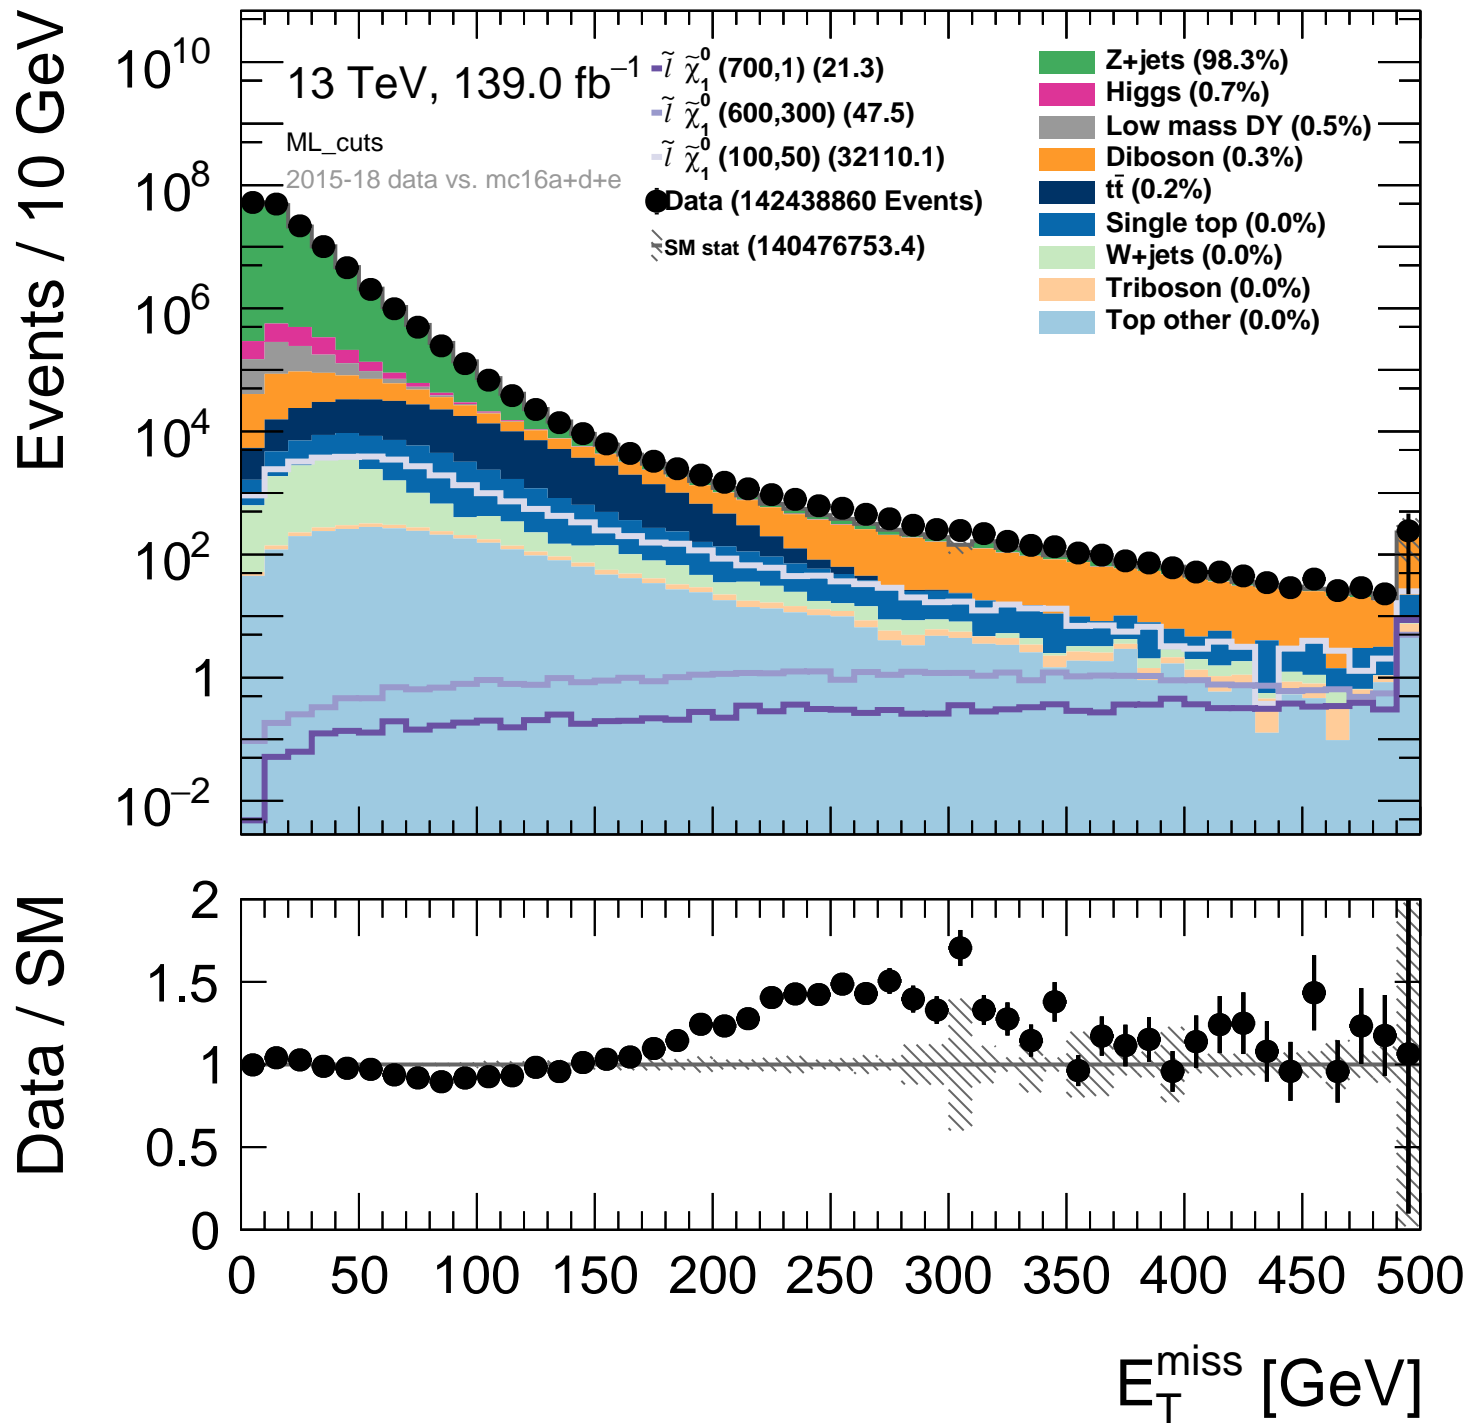 Events / 10 GeV
10¹⁰
10⁸
10⁶
10⁴
10²
1
10⁻²
13 TeV, 139.0 fb⁻¹
ML_cuts
2015-18 data vs. mc16a+d+e
l̃ χ̃₁⁰ (700,1) (21.3)
l̃ χ̃₁⁰ (600,300) (47.5)
l̃ χ̃₁⁰ (100,50) (32110.1)
Data (142438860 Events)
SM stat (140476753.4)
Z+jets (98.3%)
Higgs (0.7%)
Low mass DY (0.5%)
Diboson (0.3%)
tt̄ (0.2%)
Single top (0.0%)
W+jets (0.0%)
Triboson (0.0%)
Top other (0.0%)
Data / SM
2
1.5
1
0.5
0
0 50 100 150 200 250 300 350 400 450 500
E_T^miss [GeV]